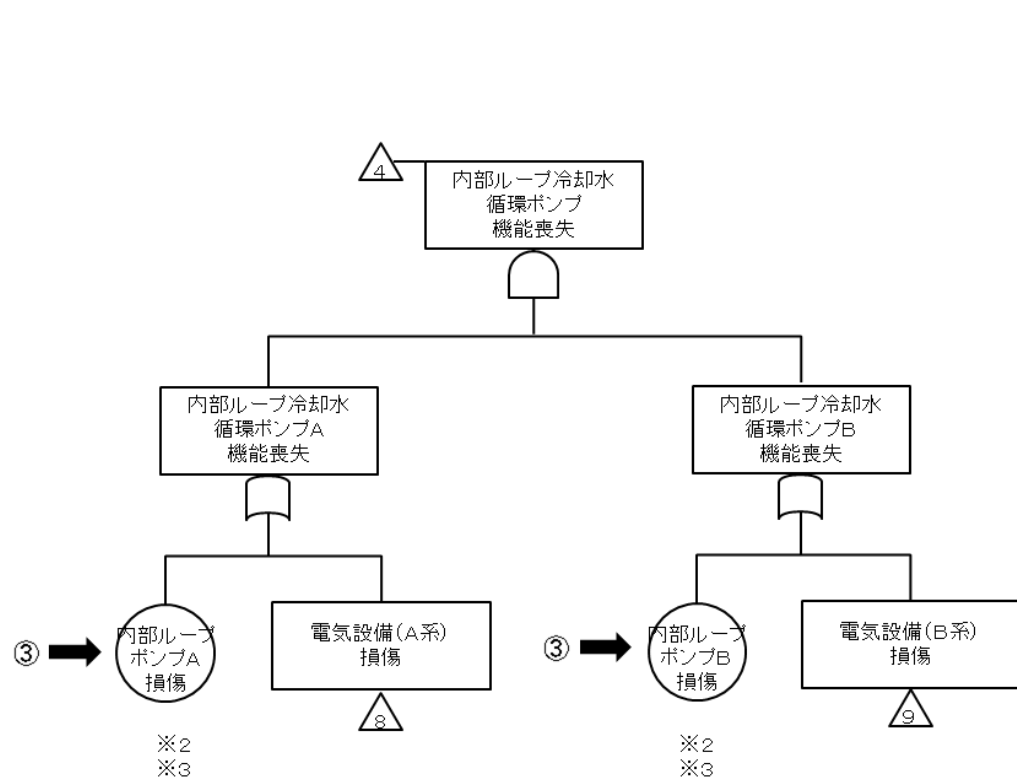 4
内部ループ冷却水
循環ポンプ
機能喪失
内部ループ冷却水
循環ポンプA
機能喪失
内部ループ冷却水
循環ポンプB
機能喪失
③
内部ループ
ポンプA
損傷
電気設備(A系)
損傷
③
内部ループ
ポンプB
損傷
電気設備(B系)
損傷
8
9
※2
※3
※2
※3